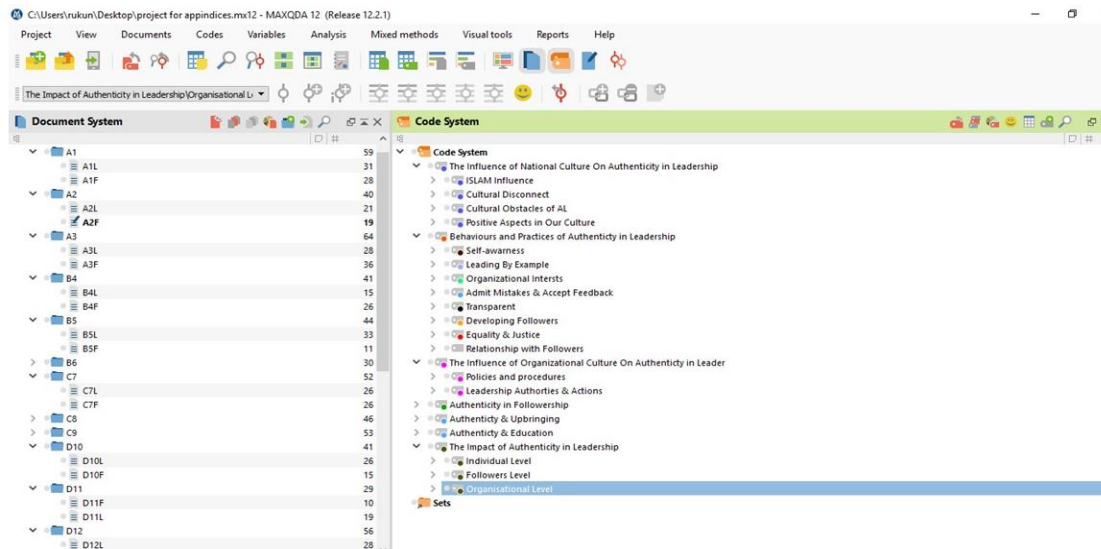 C:\Users\rukun\Desktop\project for appindices.mx12 - MAXQDA 12 (Release 12.2.1)
Project View Documents Codes Variables Analysis Mixed methods Visual tools Reports Help
The Impact of Authenticity in Leadership\Organisational L
Document System
A1 59
A1L 31
A1F 28
A2 40
A2L 21
A2F 19
A3 64
A3L 28
A3F 36
B4 41
B4L 15
B4F 26
B5 44
B5L 33
B5F 11
B6 30
C7 52
C7L 26
C7F 26
C8 46
C9 53
D10 41
D10L 26
D10F 15
D11 29
D11F 10
D11L 19
D12 56
D12L 28
Code System
Code System
The Influence of National Culture On Authenticity in Leadership
ISLAM Influence
Cultural Disconnect
Cultural Obstacles of AL
Positive Aspects in Our Culture
Behaviours and Practices of Authenticty in Leadership
Self-awarness
Leading By Example
Organizational Intersts
Admit Mistakes & Accept Feedback
Transparent
Developing Followers
Equality & Justice
Relationship with Followers
The Influence of Organizational Culture On Authenticty in Leader
Policies and procedures
Leadership Authorties & Actions
Authenticity in Followership
Authenticty & Upbringing
Authenticty & Education
The Impact of Authenticity in Leadership
Individual Level
Followers Level
Organisational Level
Sets